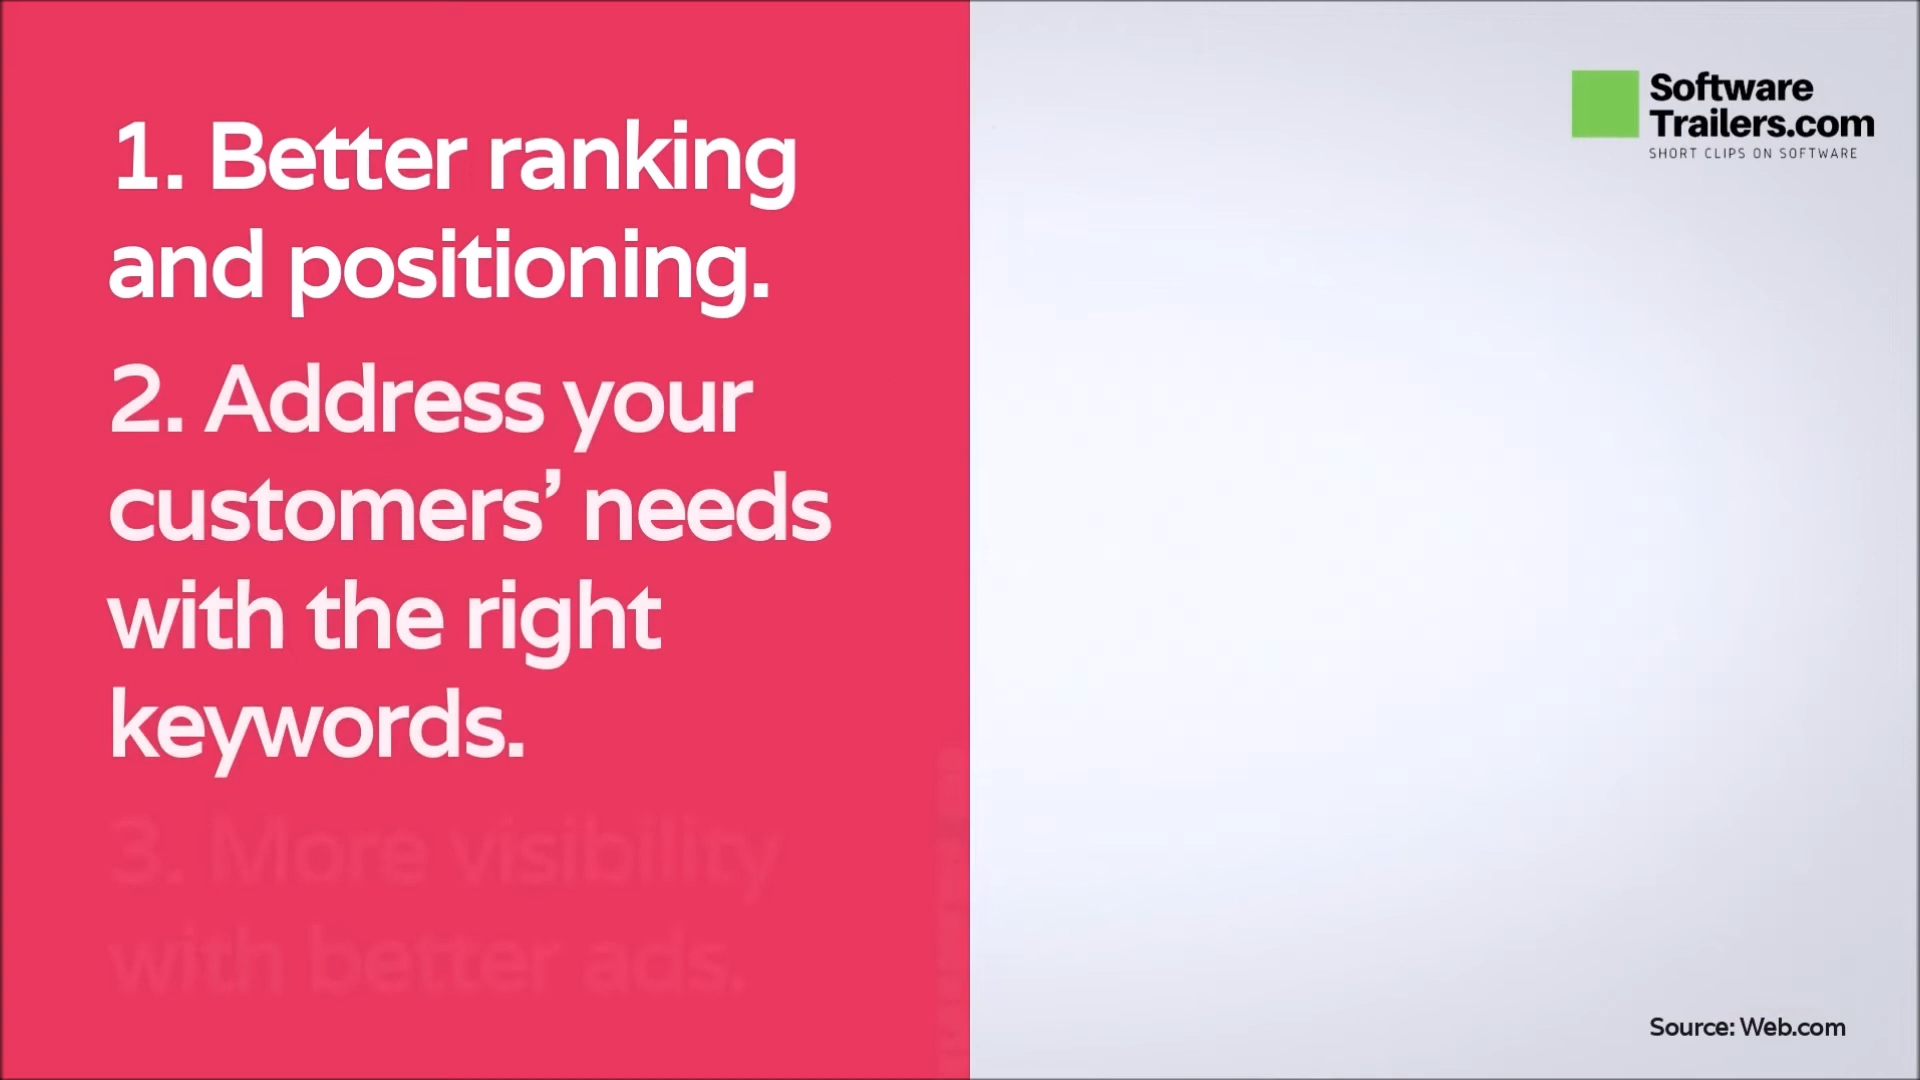 1. Better ranking
and positioning.
2. Address your
customers’ needs
with the right
keywords.
3. More visibility
with better ads.
Software
Trailers.com
SHORT CLIPS ON SOFTWARE
Source: Web.com